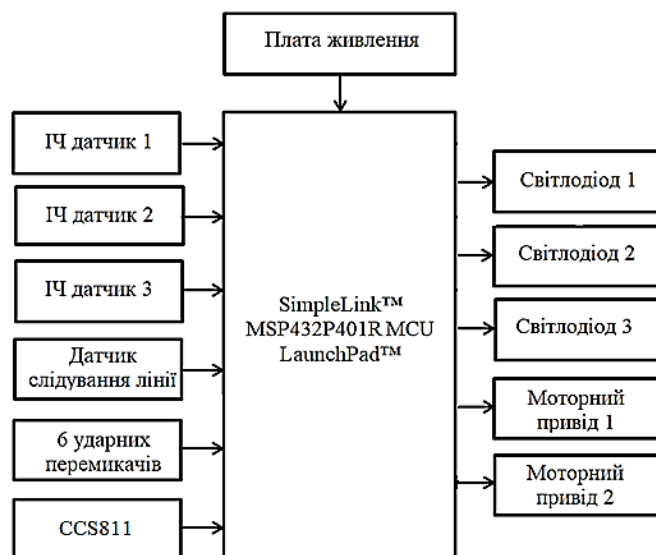 Плата живлення
ІЧ датчик 1
ІЧ датчик 2
ІЧ датчик 3
Датчик
слідування лінії
6 ударних
перемикачів
CCS811
SimpleLink™
MSP432P401R MCU
LaunchPad™
Світлодіод 1
Світлодіод 2
Світлодіод 3
Моторний
привід 1
Моторний
привід 2